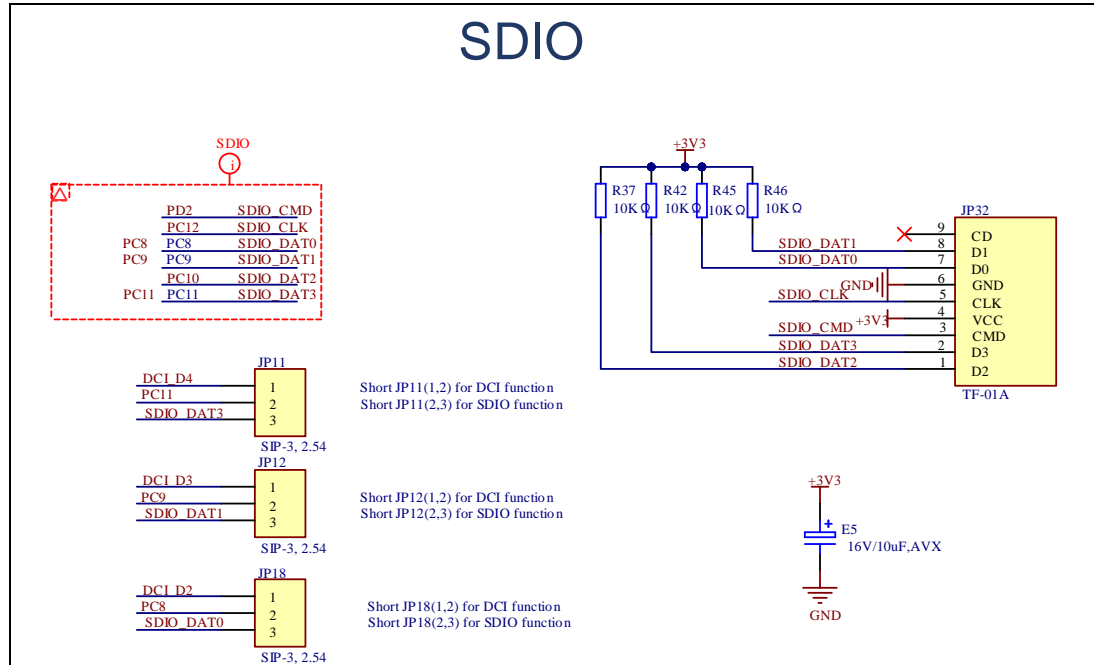 SDIO
SDIO
i
PD2 SDIO_CMD
PC12 SDIO_CLK
PC8 PC8 SDIO_DAT0
PC9 PC9 SDIO_DAT1
PC10 SDIO_DAT2
PC11 PC11 SDIO_DAT3
JP11
DCI_D4 1
PC11 2
SDIO_DAT3 3
SIP-3, 2.54
Short JP11(1,2) for DCI function
Short JP11(2,3) for SDIO function
JP12
DCI_D3 1
PC9 2
SDIO_DAT1 3
SIP-3, 2.54
Short JP12(1,2) for DCI function
Short JP12(2,3) for SDIO function
JP18
DCI_D2 1
PC8 2
SDIO_DAT0 3
SIP-3, 2.54
Short JP18(1,2) for DCI function
Short JP18(2,3) for SDIO function
+3V3
R37 R42 R45 R46
10KΩ 10KΩ 10KΩ 10KΩ
JP32
9 CD
SDIO_DAT1 8 D1
SDIO_DAT0 7 D0
GND 6 GND
SDIO_CLK 5 CLK
+3V3 4 VCC
SDIO_CMD 3 CMD
SDIO_DAT3 2 D3
SDIO_DAT2 1 D2
TF-01A
+3V3
+
E5
16V/10uF,AVX
GND